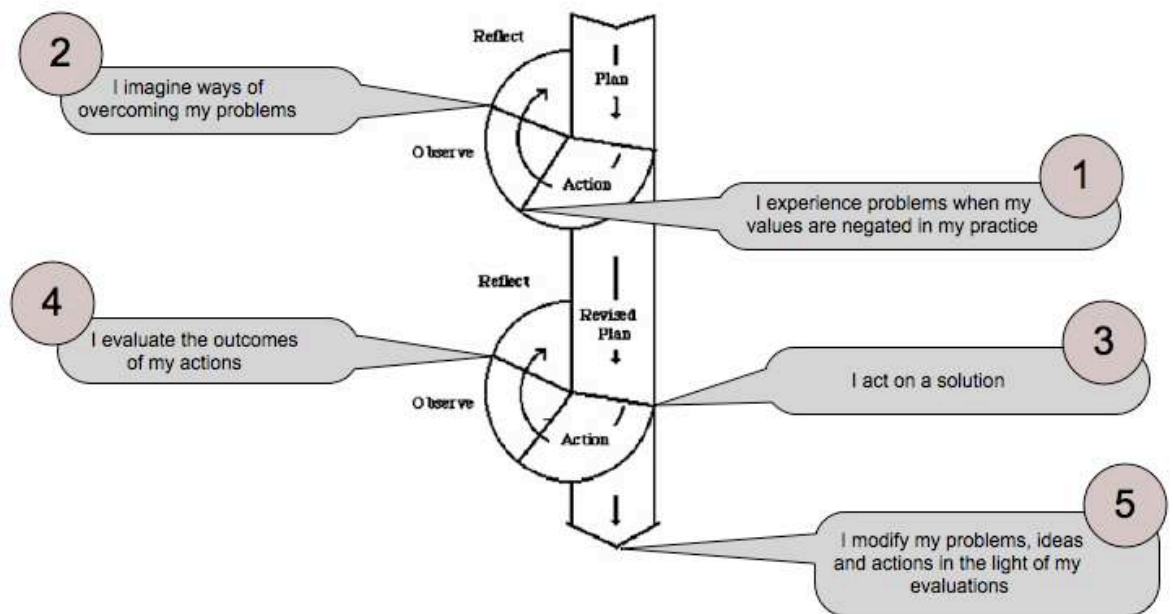 Reflect
Plan
2
I imagine ways of
overcoming my problems
Observe
Action
1
I experience problems when my
values are negated in my practice
Reflect
4
I evaluate the outcomes
of my actions
Revised
Plan
3
I act on a solution
Observe
Action
5
I modify my problems, ideas
and actions in the light of my
evaluations